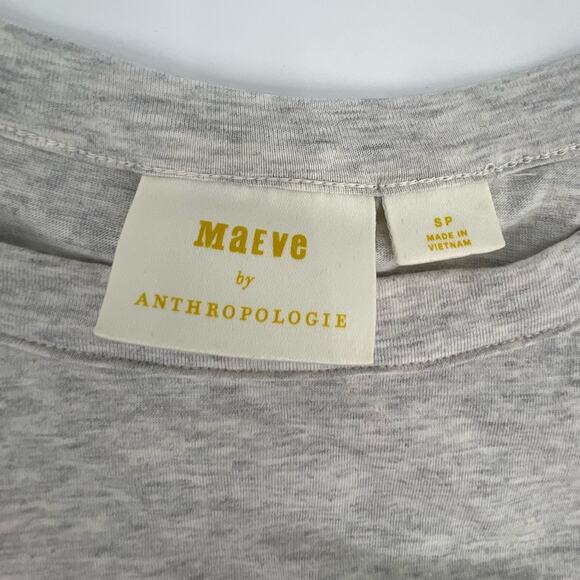 MaEve
by
ANTHROPOLOGIE
SP
MADE IN
VIETNAM